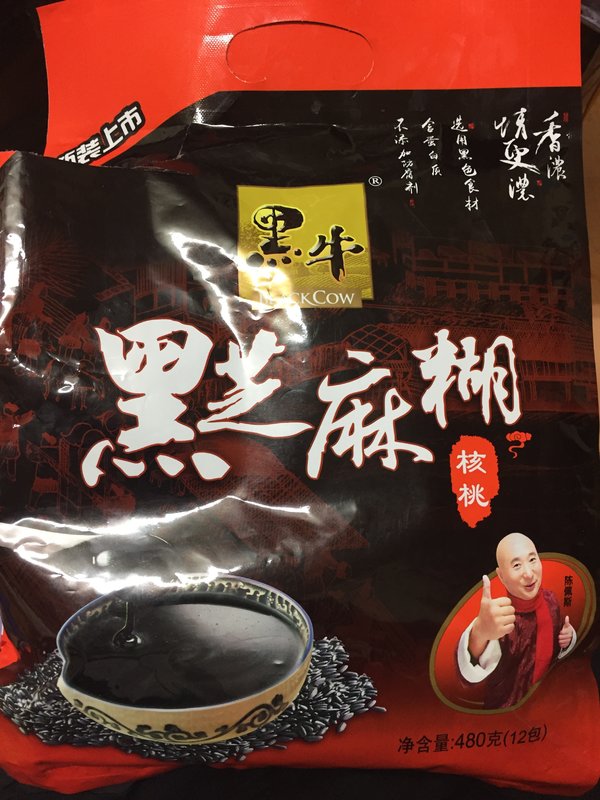 装上市
香浓
情更濃
选用黑色食材
含蛋白质
不添加防腐剂
黑牛
®
BLACKCOW
黑芝麻糊
核桃
陈佩斯
净含量:480克(12包)